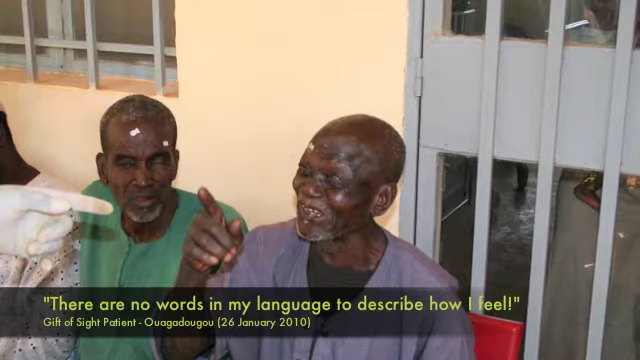 "There are no words in my language to describe how I feel!"
Gift of Sight Patient - Ouagadougou (26 January 2010)